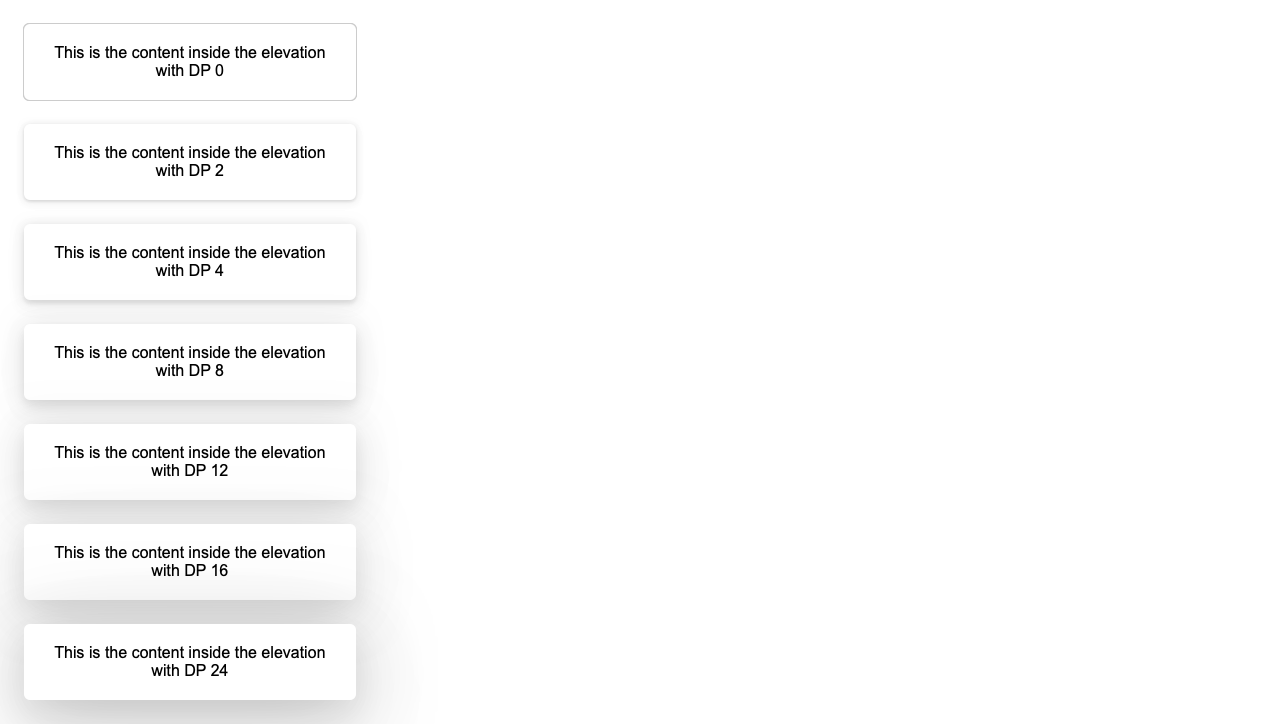 This is the content inside the elevation
with DP 0
This is the content inside the elevation
with DP 2
This is the content inside the elevation
with DP 4
This is the content inside the elevation
with DP 8
This is the content inside the elevation
with DP 12
This is the content inside the elevation
with DP 16
This is the content inside the elevation
with DP 24